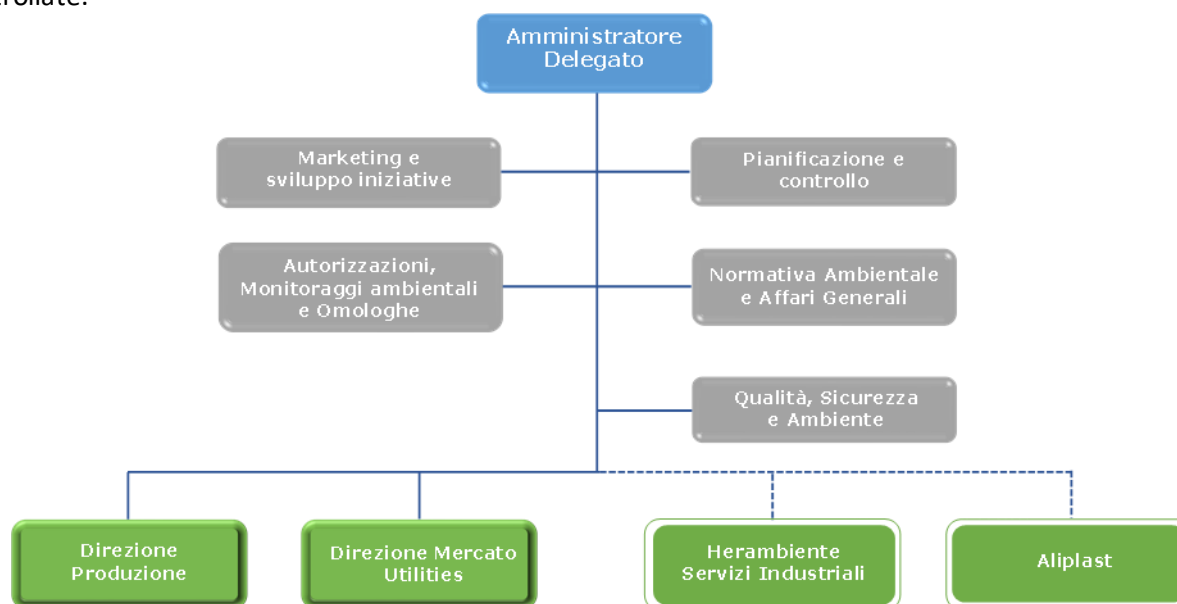 Amministratore
Delegato
Marketing e
sviluppo iniziative
Pianificazione e
controllo
Autorizzazioni,
Monitoraggi ambientali
e Omologhe
Normativa Ambientale
e Affari Generali
Qualità, Sicurezza
e Ambiente
Direzione
Produzione
Direzione Mercato
Utilities
Herambiente
Servizi Industriali
Aliplast